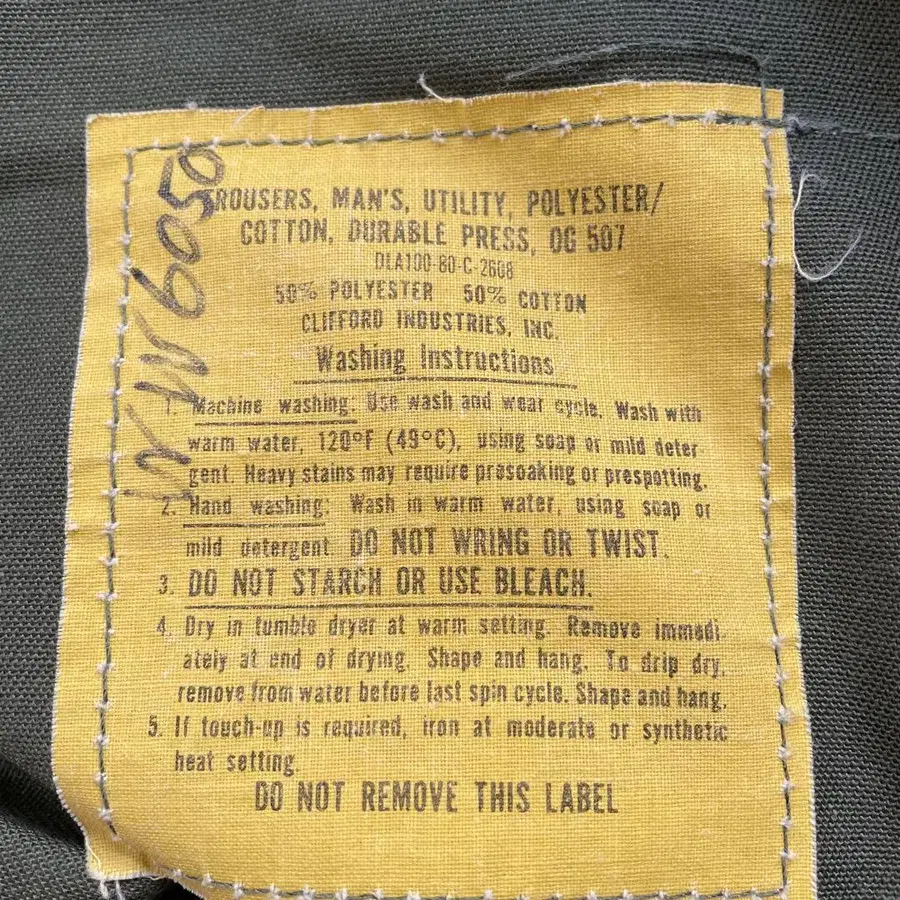 TROUSERS, MAN'S, UTILITY, POLYESTER/
COTTON, DURABLE PRESS, OG 507
DLA100-80-C-2608
50% POLYESTER 50% COTTON
CLIFFORD INDUSTRIES, INC.
Washing Instructions
1. Machine washing: Use wash and wear cycle. Wash with
warm water, 120°F (49°C), using soap or mild deter-
gent. Heavy stains may require presoaking or prespotting.
2. Hand washing: Wash in warm water, using soap or
mild detergent. DO NOT WRING OR TWIST.
3. DO NOT STARCH OR USE BLEACH.
4. Dry in tumble dryer at warm setting. Remove immedi-
ately at end of drying. Shape and hang. To drip dry,
remove from water before last spin cycle. Shape and hang.
5. If touch-up is required, iron at moderate or synthetic
heat setting.
DO NOT REMOVE THIS LABEL
6050